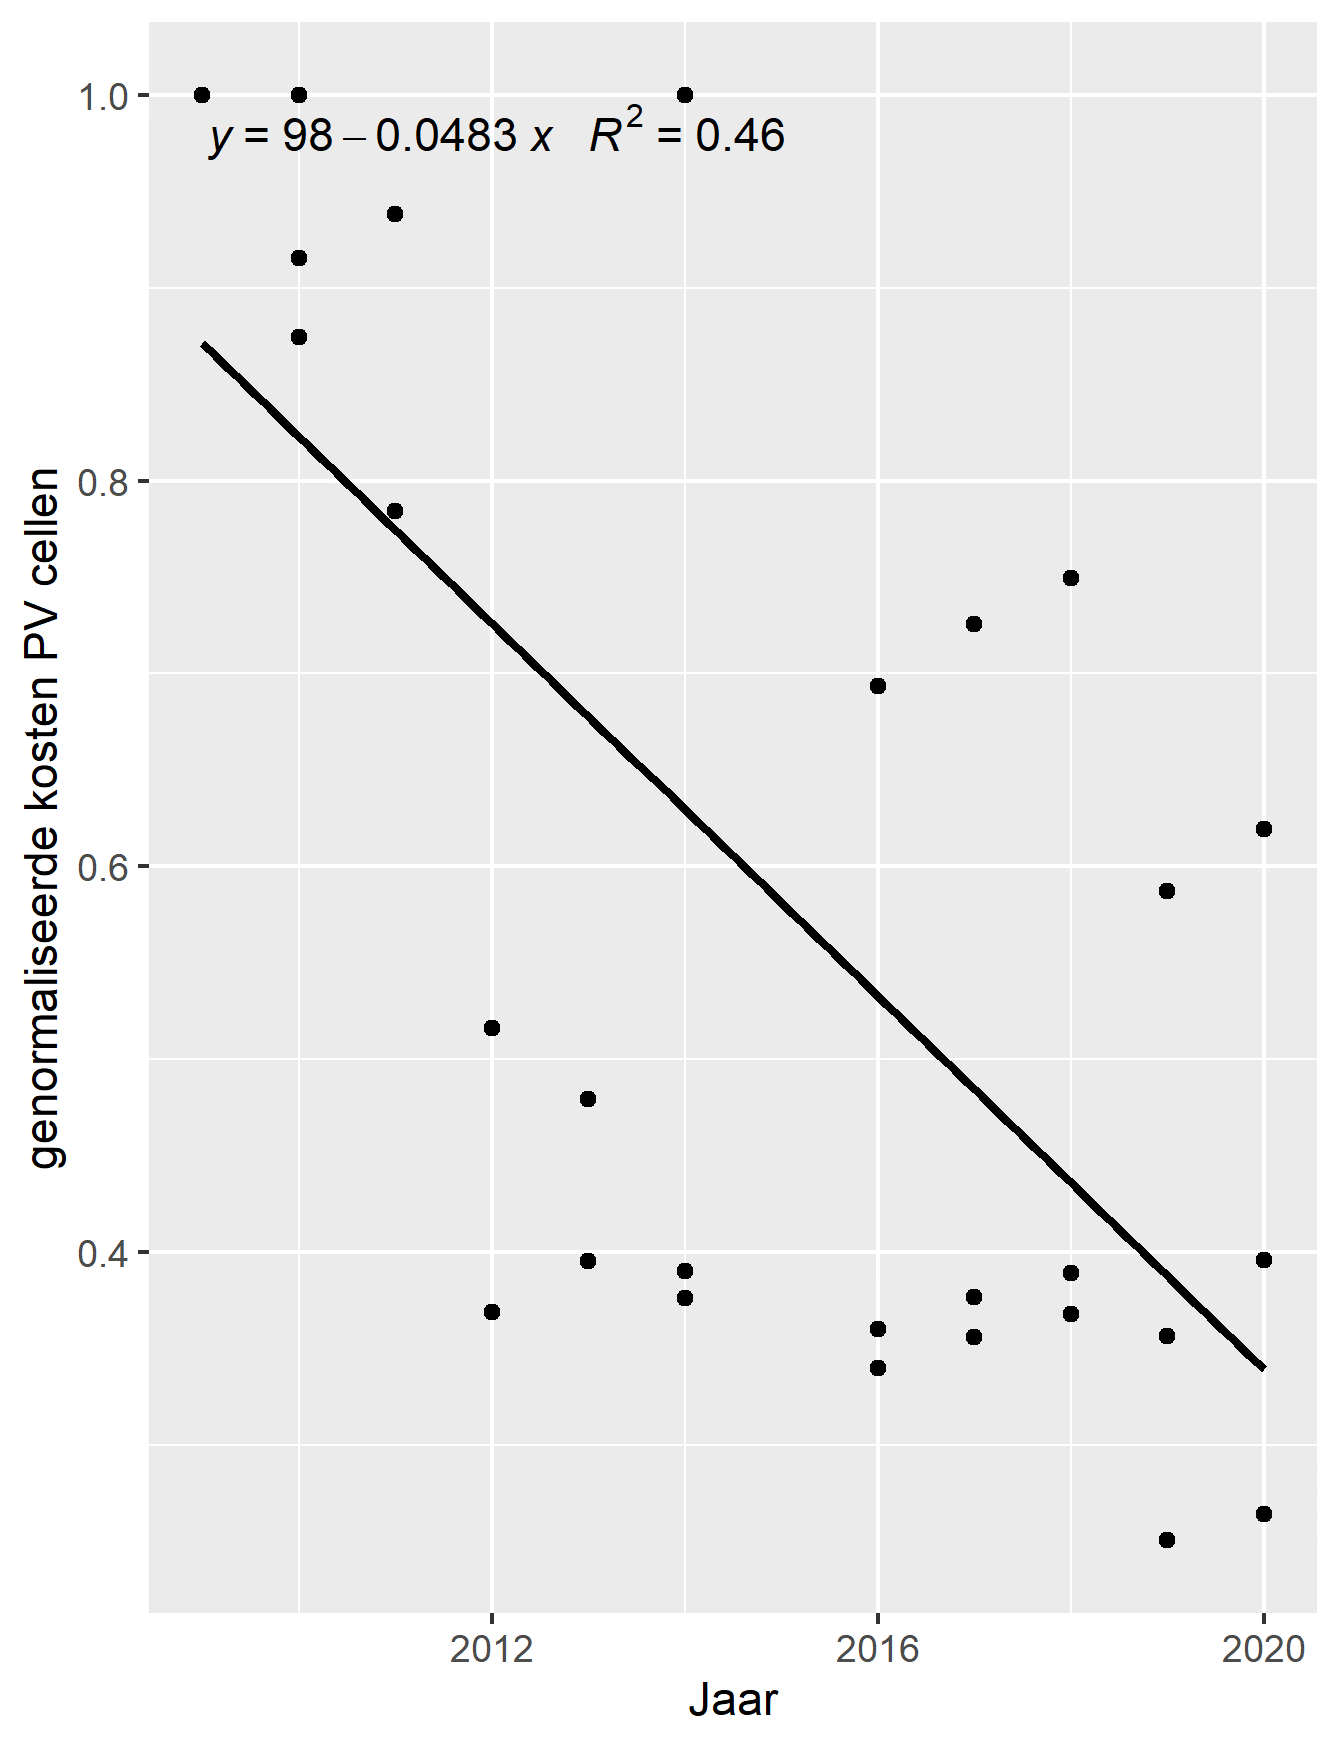 1.0
y = 98 – 0.0483 x R² = 0.46
0.8
0.6
0.4
genormaliseerde kosten PV cellen
2012 2016 2020
Jaar